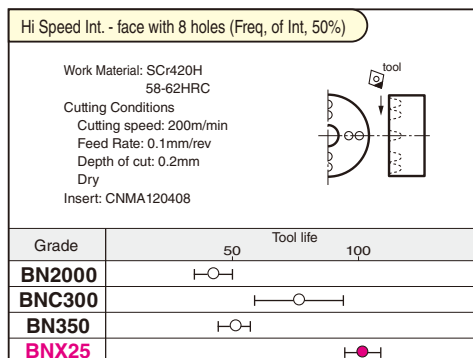 Hi Speed Int. - face with 8 holes (Freq, of Int, 50%)
Work Material: SCr420H
58-62HRC
Cutting Conditions
Cutting speed: 200m/min
Feed Rate: 0.1mm/rev
Depth of cut: 0.2mm
Dry
Insert: CNMA120408
tool
Grade
Tool life
50
100
BN2000
BNC300
BN350
BNX25